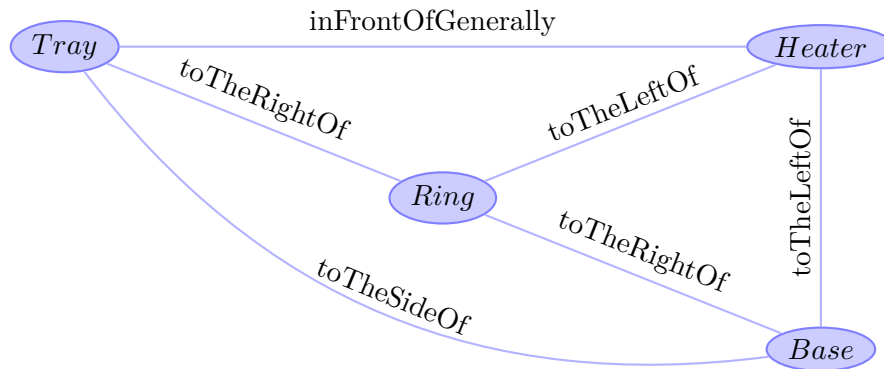 inFrontOfGenerally
Tray
Heater
toTheRightOf
toTheLeftOf
toTheLeftOf
Ring
toTheRightOf
toTheSideOf
Base